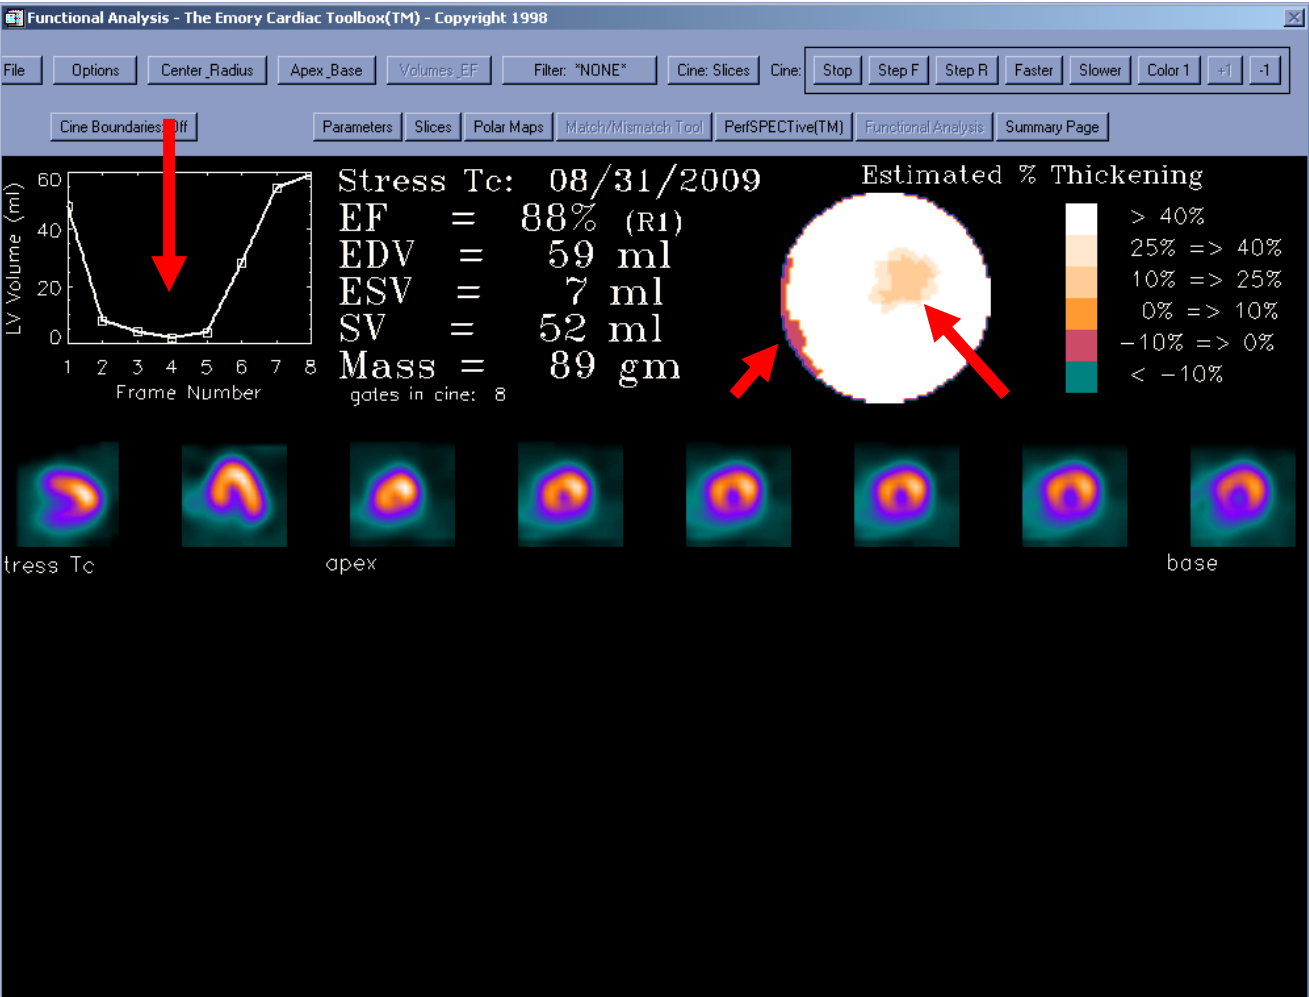 Functional Analysis - The Emory Cardiac Toolbox(TM) - Copyright 1998
File Options Center_Radius Apex_Base Volumes_EF Filter: "NONE" Cine: Slices Cine: Stop Step F Step R Faster Slower Color 1 +1 -1
Cine Boundaries: Off Parameters Slices Polar Maps Match/Mismatch Tool PerfSPECTive(TM) Functional Analysis Summary Page
LV Volume (ml)
60
40
20
0
1 2 3 4 5 6 7 8
Frame Number
Stress Tc: 08/31/2009
EF = 88% (R1)
EDV = 59 ml
ESV = 7 ml
SV = 52 ml
Mass = 89 gm
gates in cine: 8
Estimated % Thickening
> 40%
25% => 40%
10% => 25%
0% => 10%
-10% => 0%
< -10%
tress Tc apex base